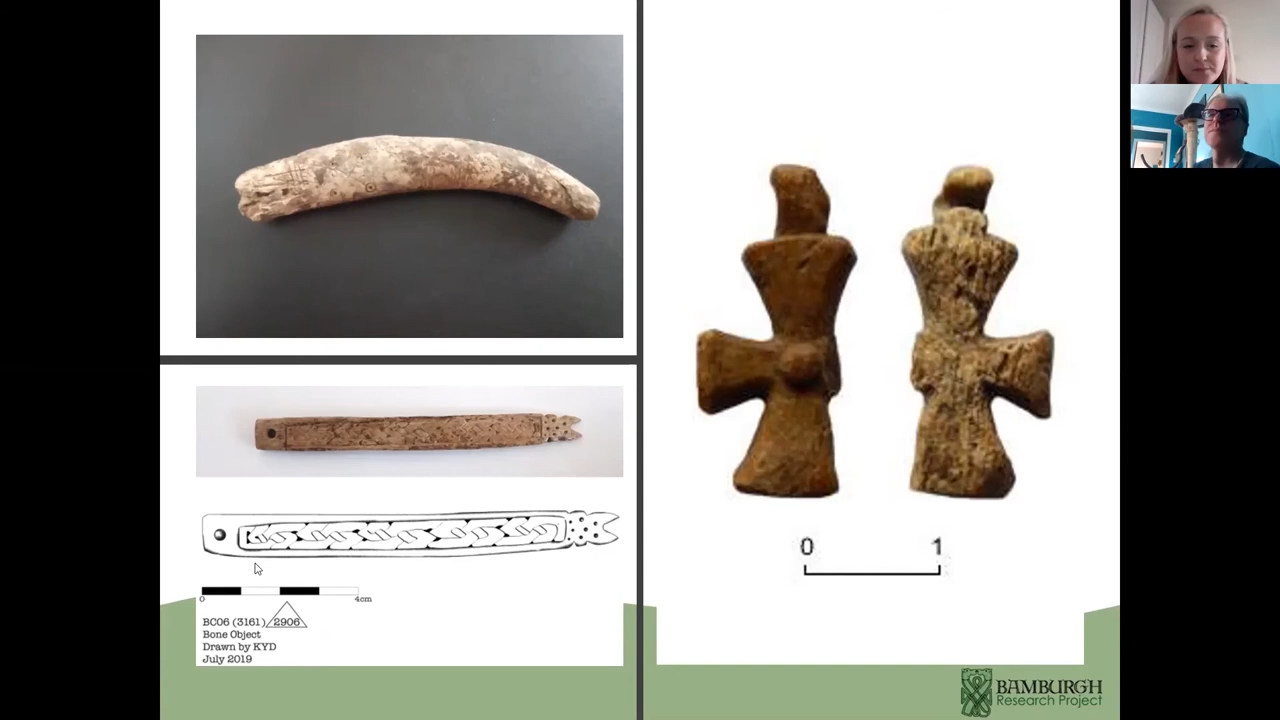 0 4cm
BC06 (3161) 2906
Bone Object
Drawn by KYD
July 2019
0 1
BAMBURGH
Research Project